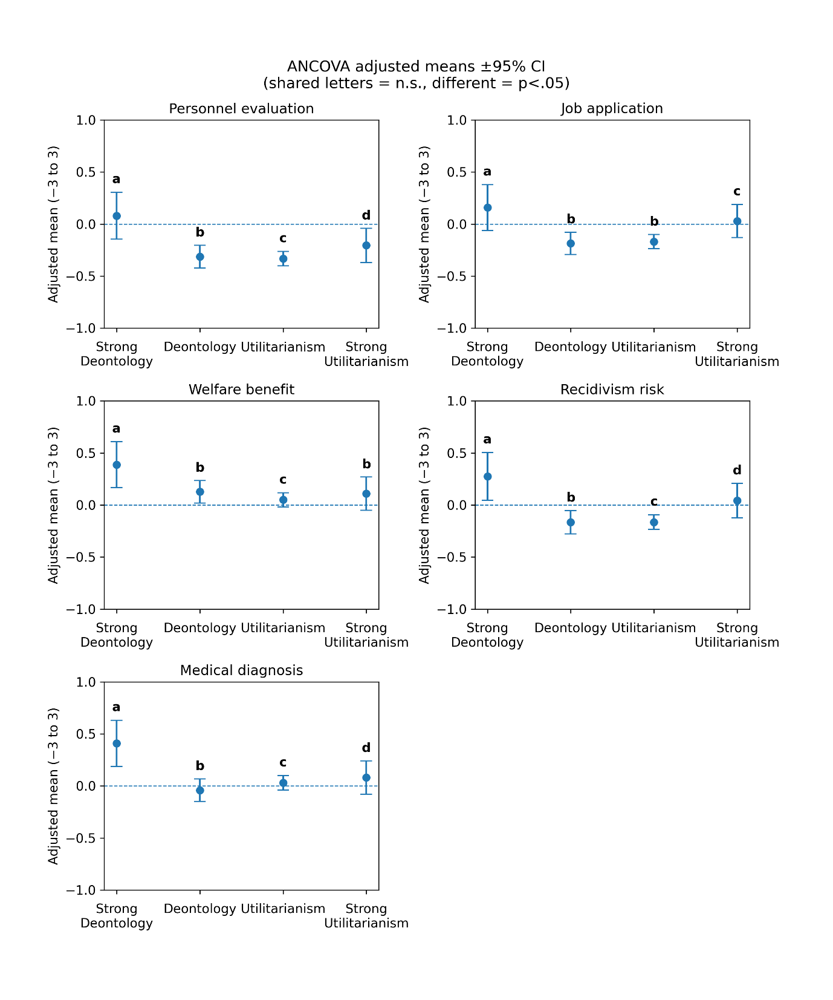 ANCOVA adjusted means ±95% CI
(shared letters = n.s., different = p<.05)
Personnel evaluation
Adjusted mean (−3 to 3)
1.0
0.5
0.0
−0.5
−1.0
a
b
c
d
Strong Deontology
Deontology
Utilitarianism
Strong Utilitarianism
Job application
Adjusted mean (−3 to 3)
1.0
0.5
0.0
−0.5
−1.0
a
b
b
c
Strong Deontology
Deontology
Utilitarianism
Strong Utilitarianism
Welfare benefit
Adjusted mean (−3 to 3)
1.0
0.5
0.0
−0.5
−1.0
a
b
c
b
Strong Deontology
Deontology
Utilitarianism
Strong Utilitarianism
Recidivism risk
Adjusted mean (−3 to 3)
1.0
0.5
0.0
−0.5
−1.0
a
b
c
d
Strong Deontology
Deontology
Utilitarianism
Strong Utilitarianism
Medical diagnosis
Adjusted mean (−3 to 3)
1.0
0.5
0.0
−0.5
−1.0
a
b
c
d
Strong Deontology
Deontology
Utilitarianism
Strong Utilitarianism